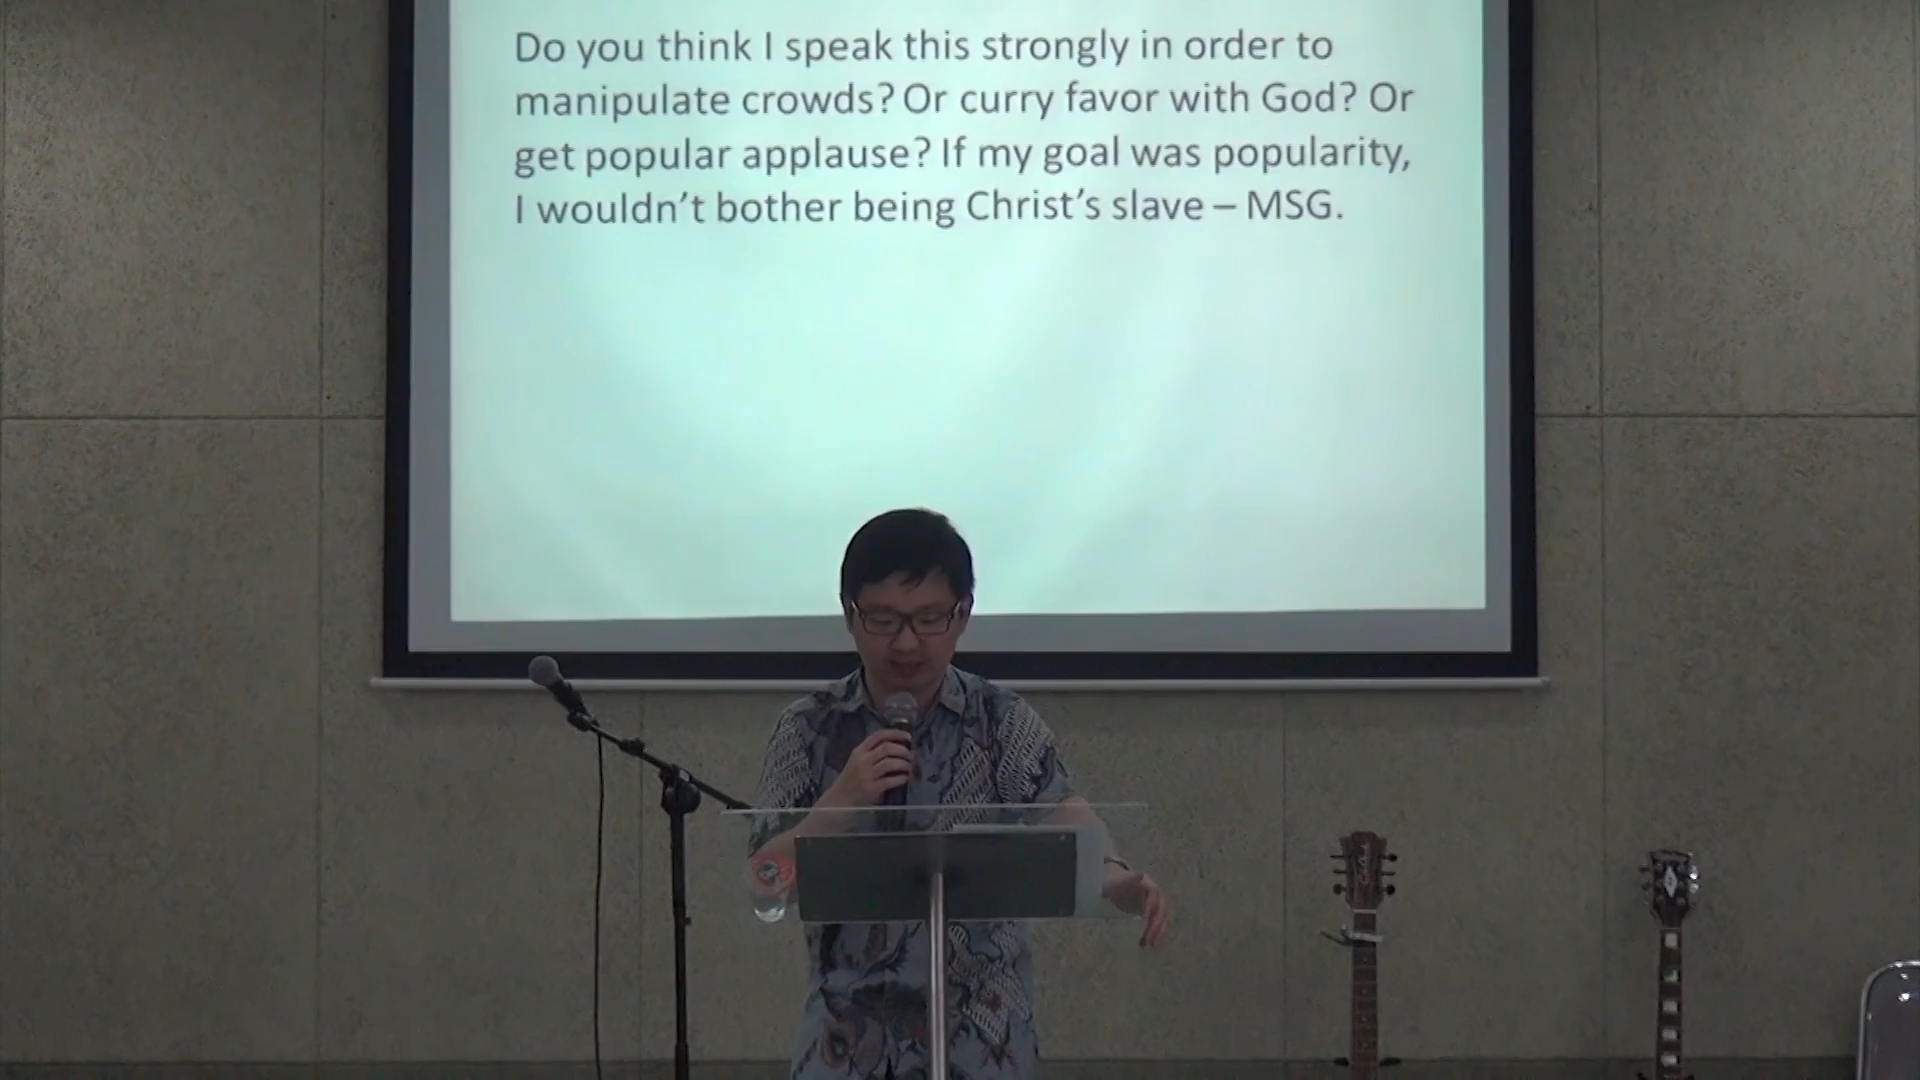 Do you think I speak this strongly in order to
manipulate crowds? Or curry favor with God? Or
get popular applause? If my goal was popularity,
I wouldn't bother being Christ's slave – MSG.